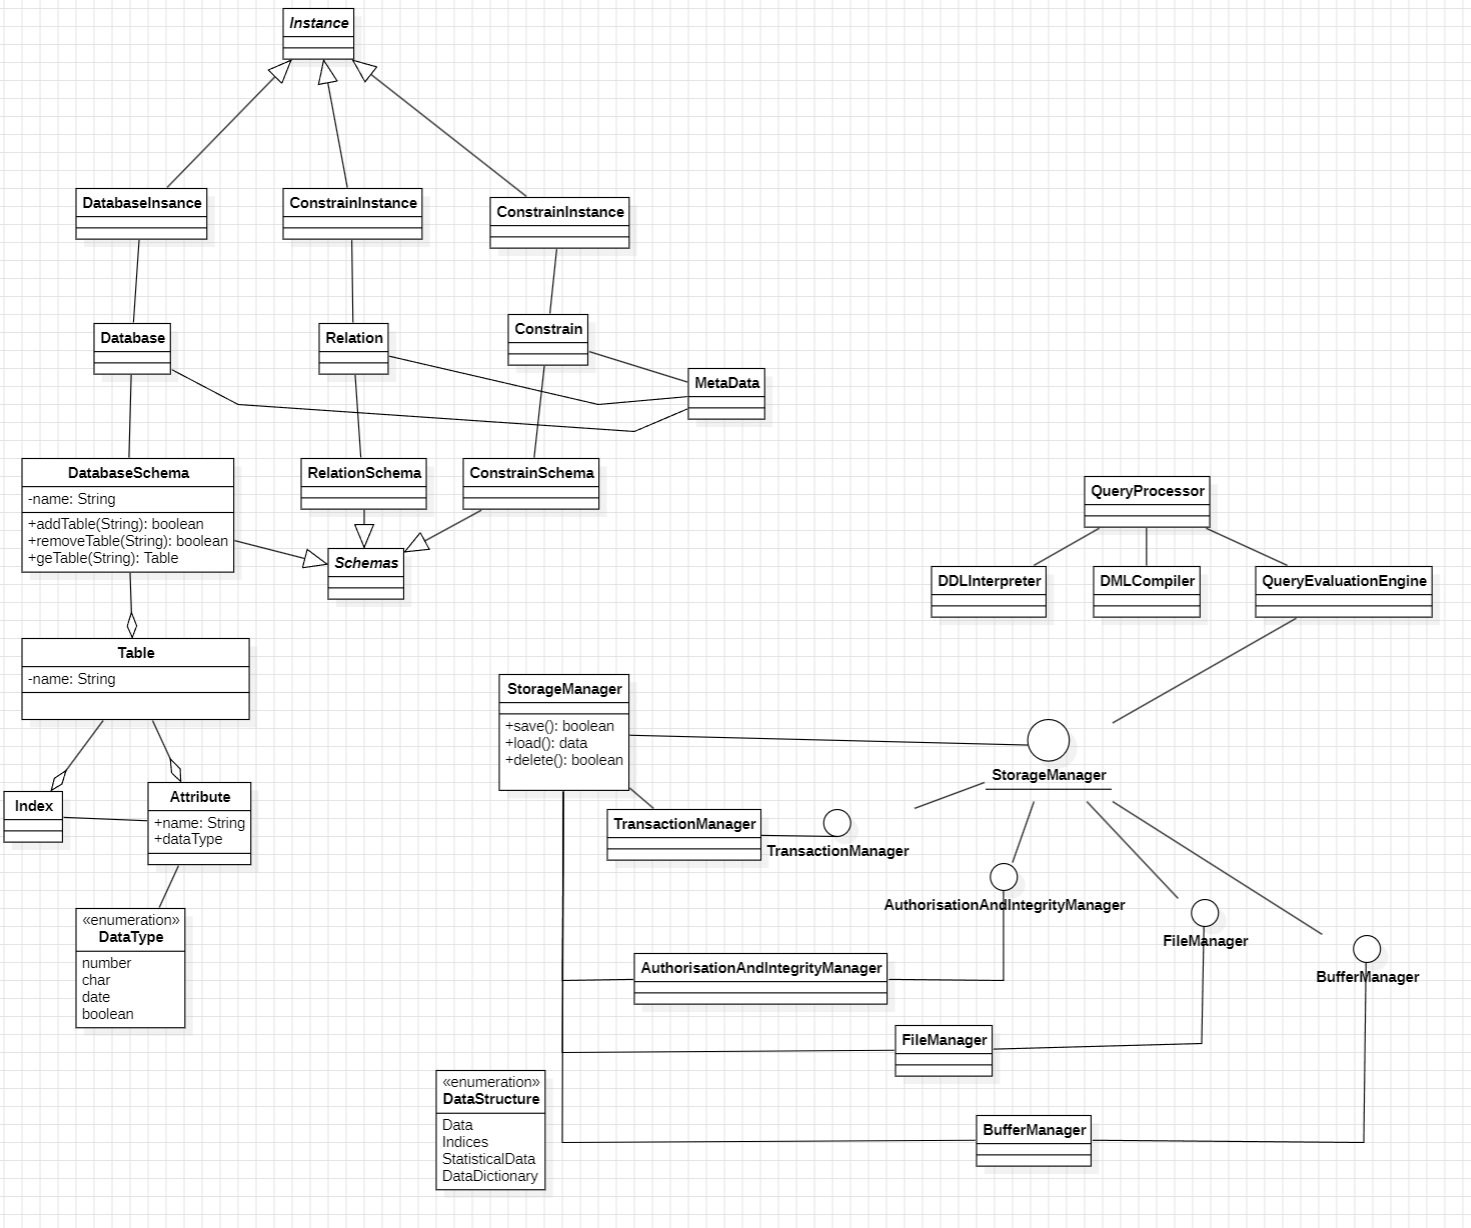 Instance
DatabaseInsance
ConstrainInstance
ConstrainInstance
Database
Relation
Constrain
MetaData
DatabaseSchema
-name: String
+addTable(String): boolean
+removeTable(String): boolean
+geTable(String): Table
RelationSchema
ConstrainSchema
Schemas
QueryProcessor
DDLInterpreter
DMLCompiler
QueryEvaluationEngine
Table
-name: String
StorageManager
+save(): boolean
+load(): data
+delete(): boolean
StorageManager
Index
Attribute
+name: String
+dataType
TransactionManager
TransactionManager
AuthorisationAndIntegrityManager
FileManager
BufferManager
«enumeration»
DataType
number
char
date
boolean
AuthorisationAndIntegrityManager
FileManager
«enumeration»
DataStructure
Data
Indices
StatisticalData
DataDictionary
BufferManager